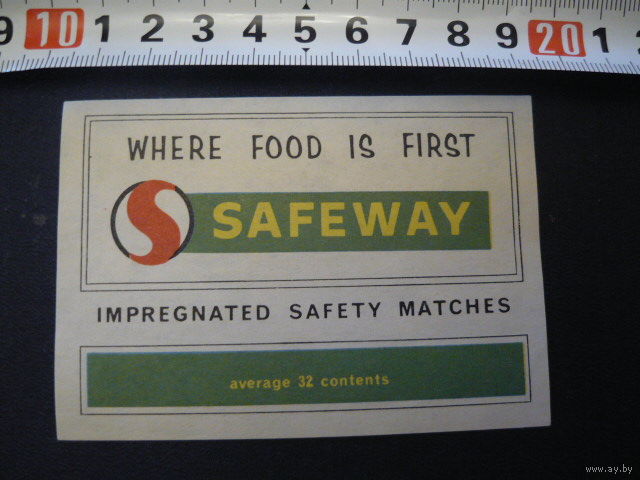 9 10 1 2 3 4 5 6 7 8 9 20 1
WHERE FOOD IS FIRST
S SAFEWAY
IMPREGNATED SAFETY MATCHES
average 32 contents
www.ay.by